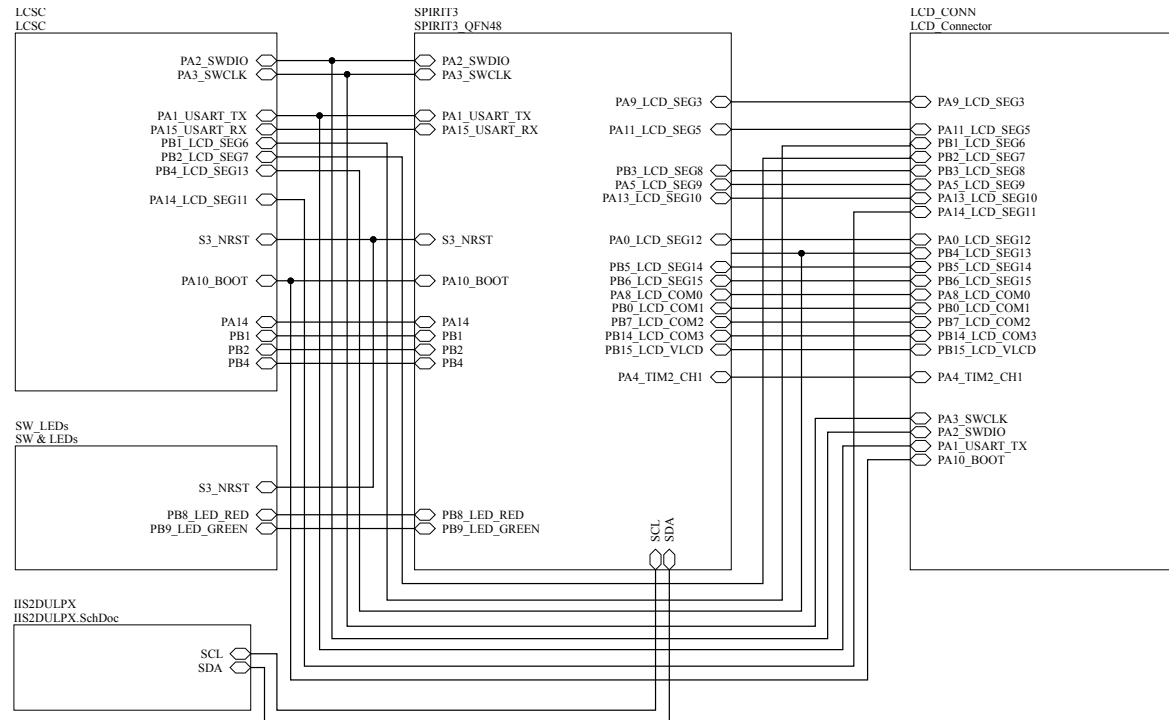 LCSC
LCSC
PA2_SWDIO
PA3_SWCLK
PA1_USART_TX
PA15_USART_RX
PB1_LCD_SEG6
PB2_LCD_SEG7
PB4_LCD_SEG13
PA14_LCD_SEG11
S3_NRST
PA10_BOOT
PA14
PB1
PB2
PB4
SW_LEDs
SW & LEDs
S3_NRST
PB8_LED_RED
PB9_LED_GREEN
IIS2DULPX
IIS2DULPX.SchDoc
SCL
SDA
SPIRIT3
SPIRIT3_QFN48
PA2_SWDIO
PA3_SWCLK
PA1_USART_TX
PA15_USART_RX
S3_NRST
PA10_BOOT
PA14
PB1
PB2
PB4
PB8_LED_RED
PB9_LED_GREEN
PA9_LCD_SEG3
PA11_LCD_SEG5
PB3_LCD_SEG8
PA5_LCD_SEG9
PA13_LCD_SEG10
PA0_LCD_SEG12
PB5_LCD_SEG14
PB6_LCD_SEG15
PA8_LCD_COM0
PB0_LCD_COM1
PB7_LCD_COM2
PB14_LCD_COM3
PB15_LCD_VLCD
PA4_TIM2_CH1
SCL
SDA
LCD_CONN
LCD_Connector
PA9_LCD_SEG3
PA11_LCD_SEG5
PB1_LCD_SEG6
PB2_LCD_SEG7
PB3_LCD_SEG8
PA5_LCD_SEG9
PA13_LCD_SEG10
PA14_LCD_SEG11
PA0_LCD_SEG12
PB4_LCD_SEG13
PB5_LCD_SEG14
PB6_LCD_SEG15
PA8_LCD_COM0
PB0_LCD_COM1
PB7_LCD_COM2
PB14_LCD_COM3
PB15_LCD_VLCD
PA4_TIM2_CH1
PA3_SWCLK
PA2_SWDIO
PA1_USART_TX
PA10_BOOT